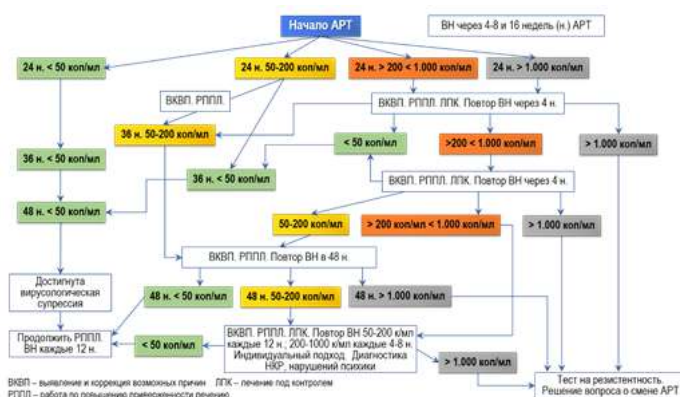 Начало АРТ
ВН через 4-8 и 16 недель (н.) АРТ
24 н. < 50 коп/мл
24 н. 50-200 коп/мл
24 н. > 200 < 1.000 коп/мл
24 н. > 1.000 коп/мл
ВКВП. РППЛ.
ВКВП. РППЛ. ЛПК. Повтор ВН через 4 н.
36 н. 50-200 коп/мл
< 50 коп/мл
>200 < 1.000 коп/мл
> 1.000 коп/мл
36 н. < 50 коп/мл
36 н. < 50 коп/мл
ВКВП. РППЛ. ЛПК. Повтор ВН через 4 н.
48 н. < 50 коп/мл
50-200 коп/мл
> 200 коп/мл < 1.000 коп/мл
> 1.000 коп/мл
ВКВП. РППЛ. Повтор ВН в 48 н.
Достигнута
вирусологическая
супрессия
48 н. < 50 коп/мл
48 н. 50-200 коп/мл
48 н. > 1.000 коп/мл
Продолжить РППЛ.
ВН каждые 12 н.
< 50 коп/мл
ВКВП. РППЛ. ЛПК. Повтор ВН 50-200 к/мл
каждые 12 н.; 200-1000 к/мл каждые 4-8 н.
Индивидуальный подход. Диагностика
НКР, нарушений психики
> 1.000 коп/мл
ВКВП – выявление и коррекция возможных причин ЛПК – лечение под контролем
РППЛ – работа по повышению приверженности лечению
Тест на резистентность.
Решение вопроса о смене АРТ